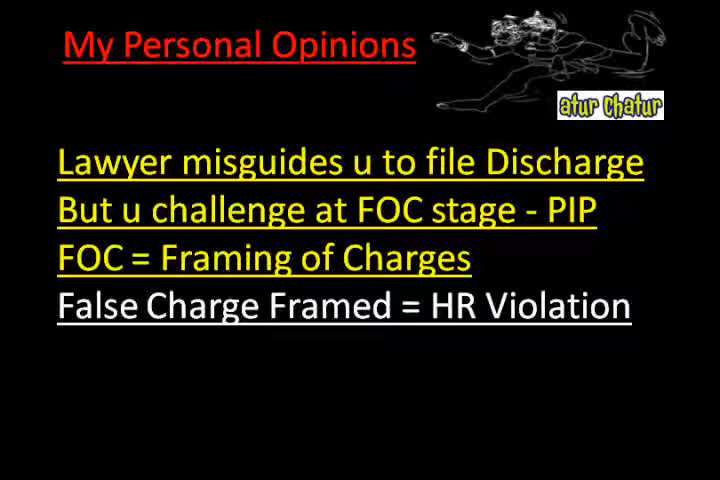 My Personal Opinions
atur chatur
Lawyer misguides u to file Discharge
But u challenge at FOC stage - PIP
FOC = Framing of Charges
False Charge Framed = HR Violation